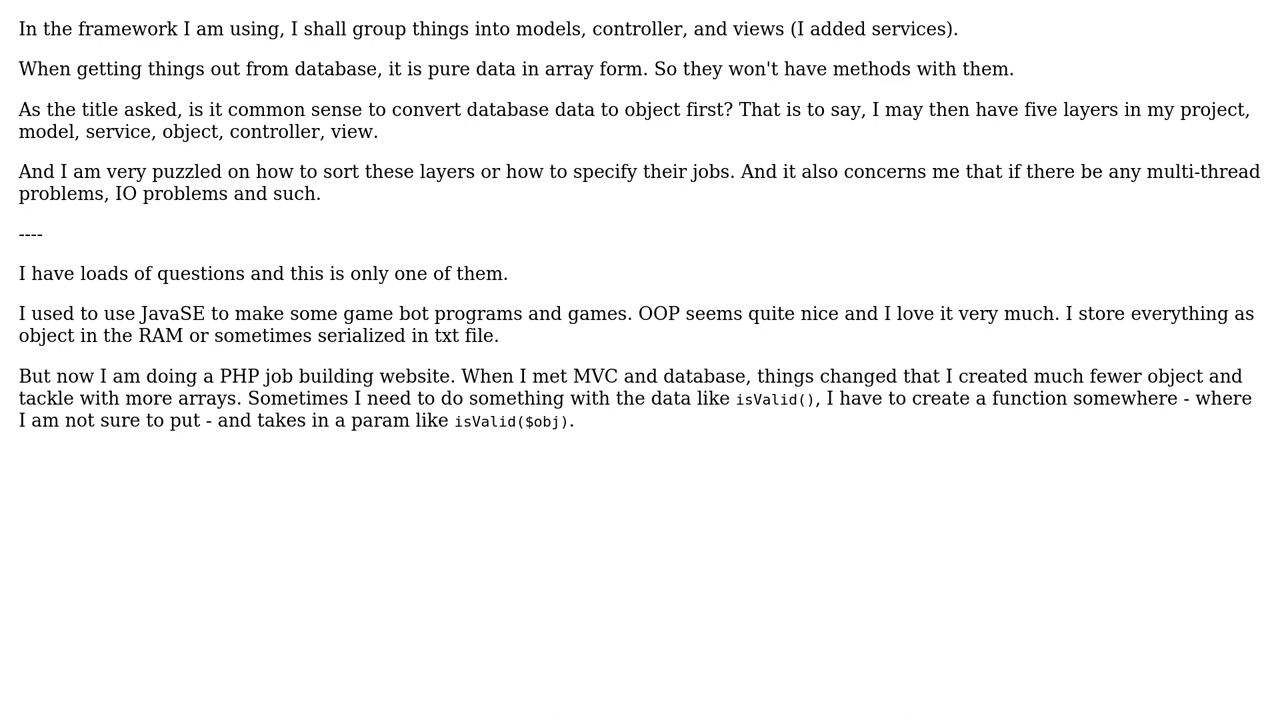 In the framework I am using, I shall group things into models, controller, and views (I added services).
When getting things out from database, it is pure data in array form. So they won't have methods with them.
As the title asked, is it common sense to convert database data to object first? That is to say, I may then have five layers in my project,
model, service, object, controller, view.
And I am very puzzled on how to sort these layers or how to specify their jobs. And it also concerns me that if there be any multi-thread
problems, IO problems and such.
----
I have loads of questions and this is only one of them.
I used to use JavaSE to make some game bot programs and games. OOP seems quite nice and I love it very much. I store everything as
object in the RAM or sometimes serialized in txt file.
But now I am doing a PHP job building website. When I met MVC and database, things changed that I created much fewer object and
tackle with more arrays. Sometimes I need to do something with the data like isValid(), I have to create a function somewhere - where
I am not sure to put - and takes in a param like isValid($obj).